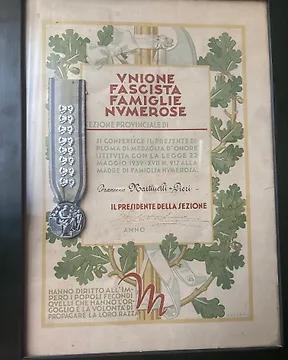 VNIONE
FASCISTA
FAMIGLIE
NVMEROSE
SEZIONE PROVINCIALE DI
SI CONFERISCE IL PRESENTE DI
PLOMA DI MEDAGLIA D'ONORE
ISTITVITA CON LA LEGGE 22
MAGGIO 1939-XVII N. 917 ALLA
MADRE DI FAMIGLIA NVMEROSA
Martinelli
IL PRESIDENTE DELLA SEZIONE
ANNO
M
HANNO DIRITTO ALL'IM-
PERO I POPOLI FECONDI
QVELLI CHE HANNO L'OR-
GOGLIO E LA VOLONTÀ DI
PROPAGARE LA LORO RAZZA